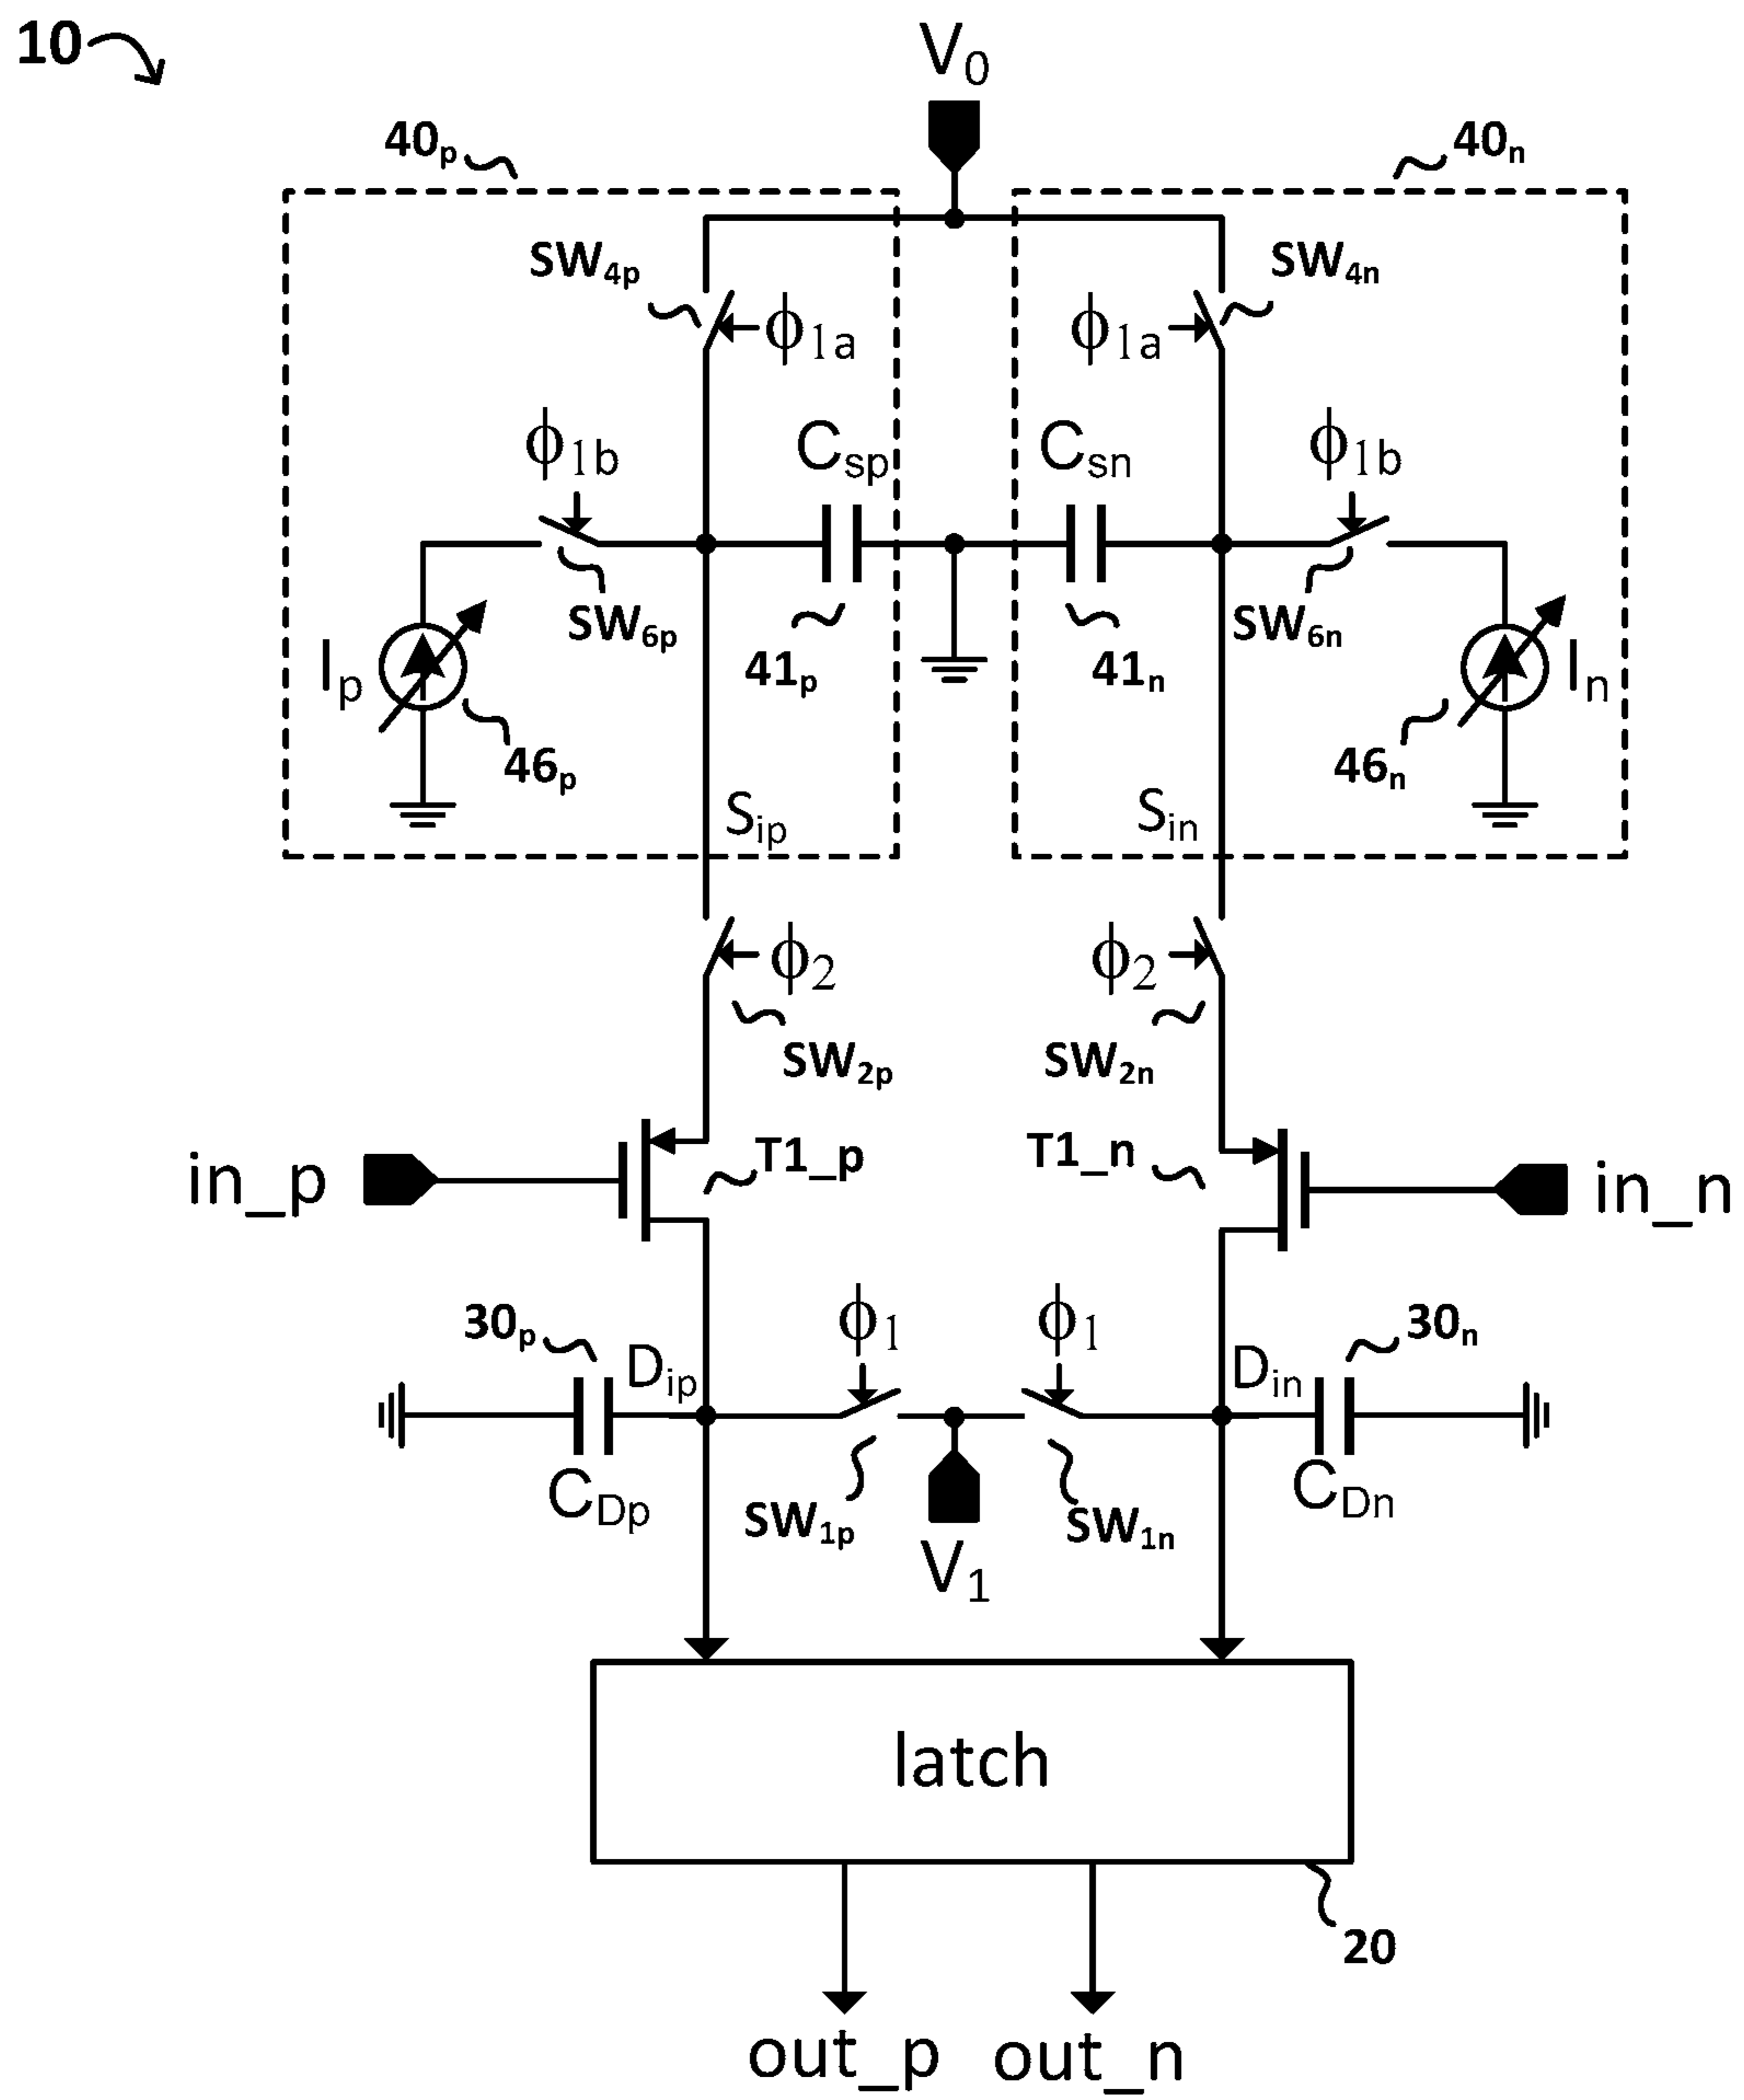 10
V₀
40ₚ 40ₙ
SW₄ₚ SW₄ₙ
ϕ₁ₐ ϕ₁ₐ
ϕ₁b Cₛₚ Cₛₙ ϕ₁b
SW₆ₚ SW₆ₙ
Iₚ 41ₚ 41ₙ Iₙ
46ₚ 46ₙ
Sᵢₚ Sᵢₙ
ϕ₂ ϕ₂
SW₂ₚ SW₂ₙ
in_p T1_p T1_n in_n
30ₚ ϕ₁ ϕ₁ 30ₙ
Dᵢₚ Dᵢₙ
C_Dp C_Dn
SW₁ₚ SW₁ₙ
V₁
latch
20
out_p out_n